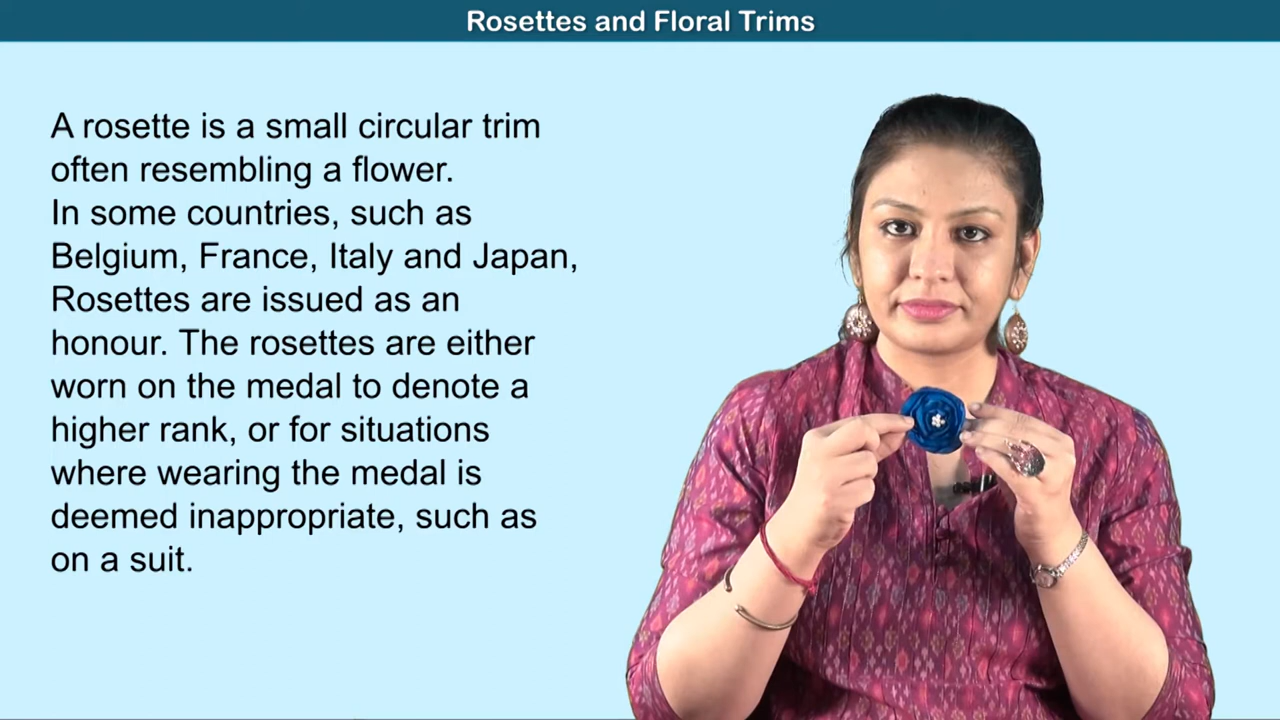 Rosettes and Floral Trims
A rosette is a small circular trim
often resembling a flower.
In some countries, such as
Belgium, France, Italy and Japan,
Rosettes are issued as an
honour. The rosettes are either
worn on the medal to denote a
higher rank, or for situations
where wearing the medal is
deemed inappropriate, such as
on a suit.